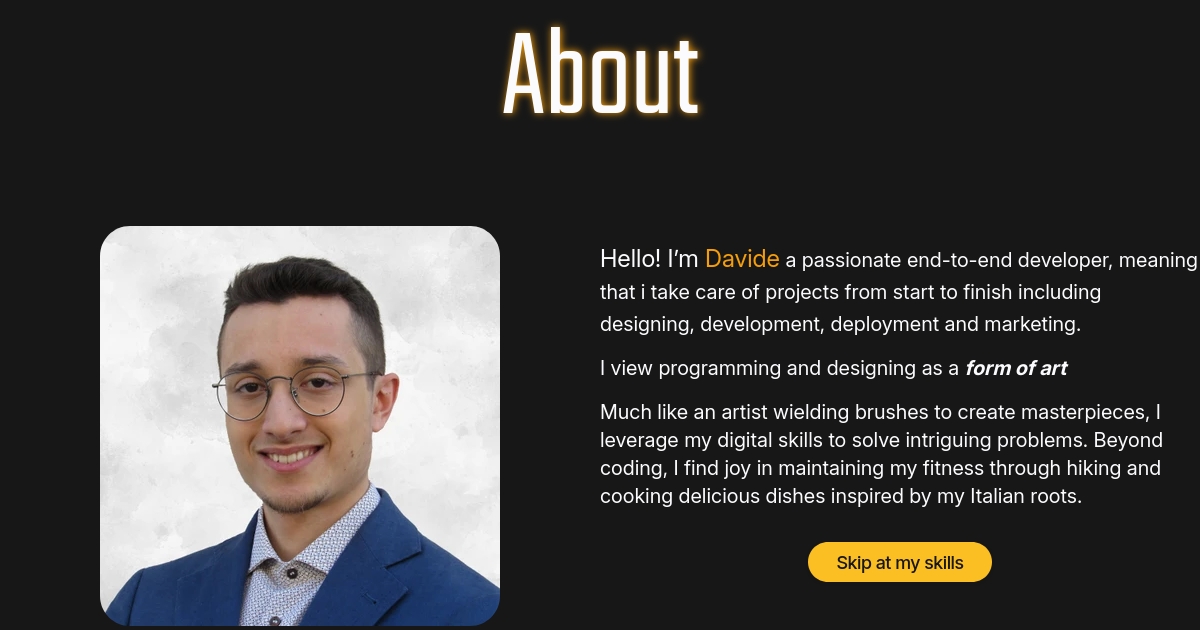 About
Hello! I’m Davide a passionate end-to-end developer, meaning
that i take care of projects from start to finish including
designing, development, deployment and marketing.
I view programming and designing as a form of art
Much like an artist wielding brushes to create masterpieces, I
leverage my digital skills to solve intriguing problems. Beyond
coding, I find joy in maintaining my fitness through hiking and
cooking delicious dishes inspired by my Italian roots.
Skip at my skills